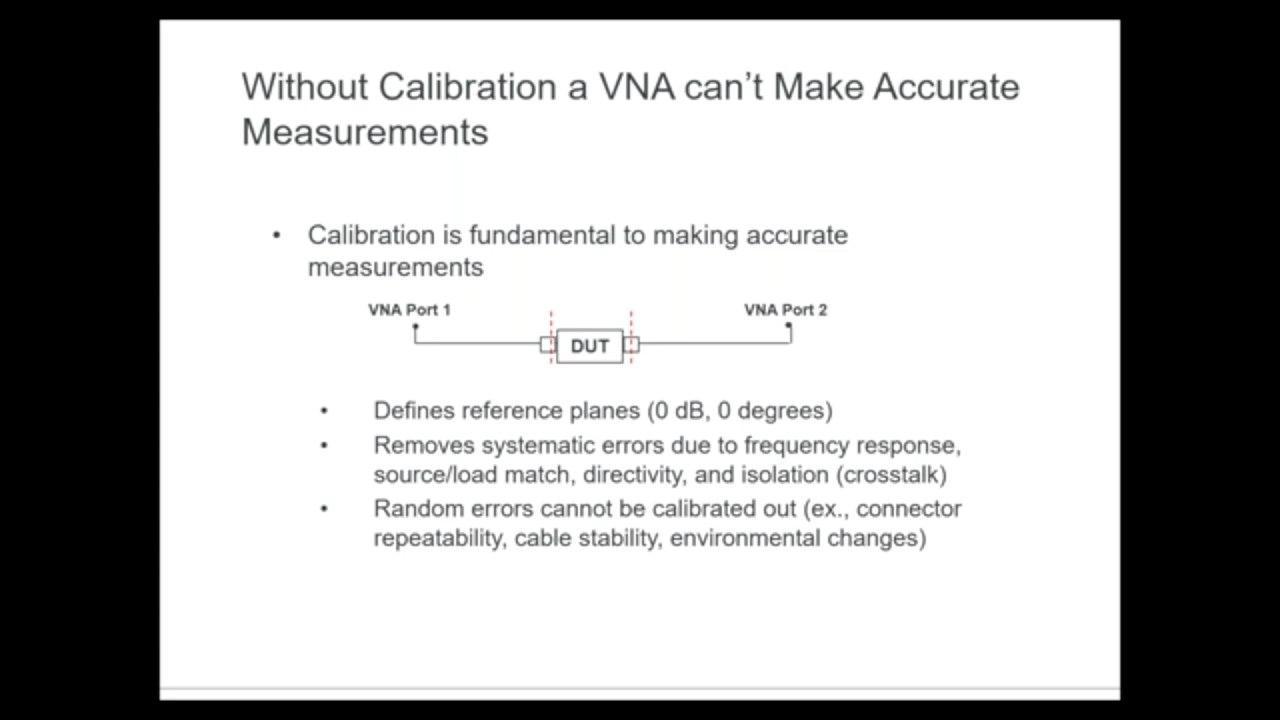 Without Calibration a VNA can’t Make Accurate
Measurements
• Calibration is fundamental to making accurate
measurements
VNA Port 1
VNA Port 2
DUT
• Defines reference planes (0 dB, 0 degrees)
• Removes systematic errors due to frequency response,
source/load match, directivity, and isolation (crosstalk)
• Random errors cannot be calibrated out (ex., connector
repeatability, cable stability, environmental changes)